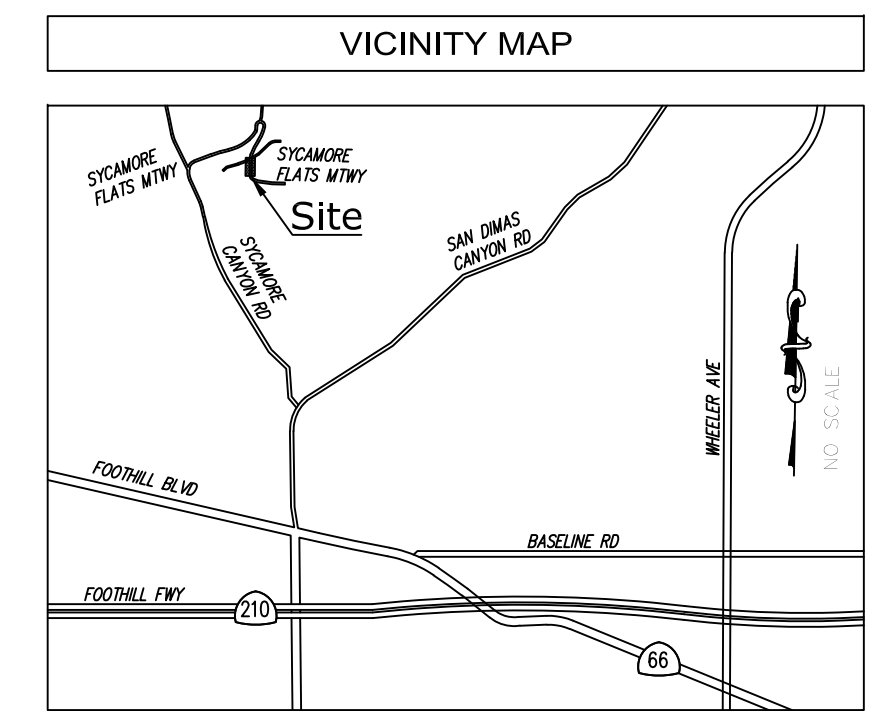 VICINITY MAP
SYCAMORE
FLATS MTWY
SYCAMORE
FLATS MTWY
Site
SYCAMORE
CANYON RD
SAN DIMAS
CANYON RD
WHEELER AVE
NO SCALE
FOOTHILL BLVD
BASELINE RD
FOOTHILL FWY
210
66